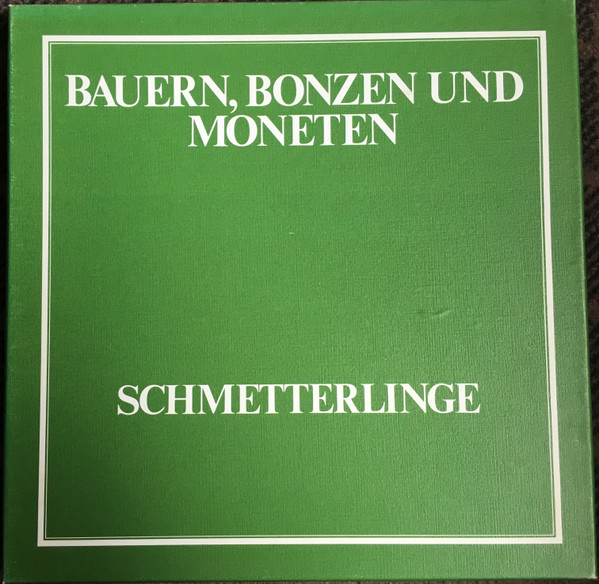 BAUERN, BONZEN UND
MONETEN
SCHMETTERLINGE